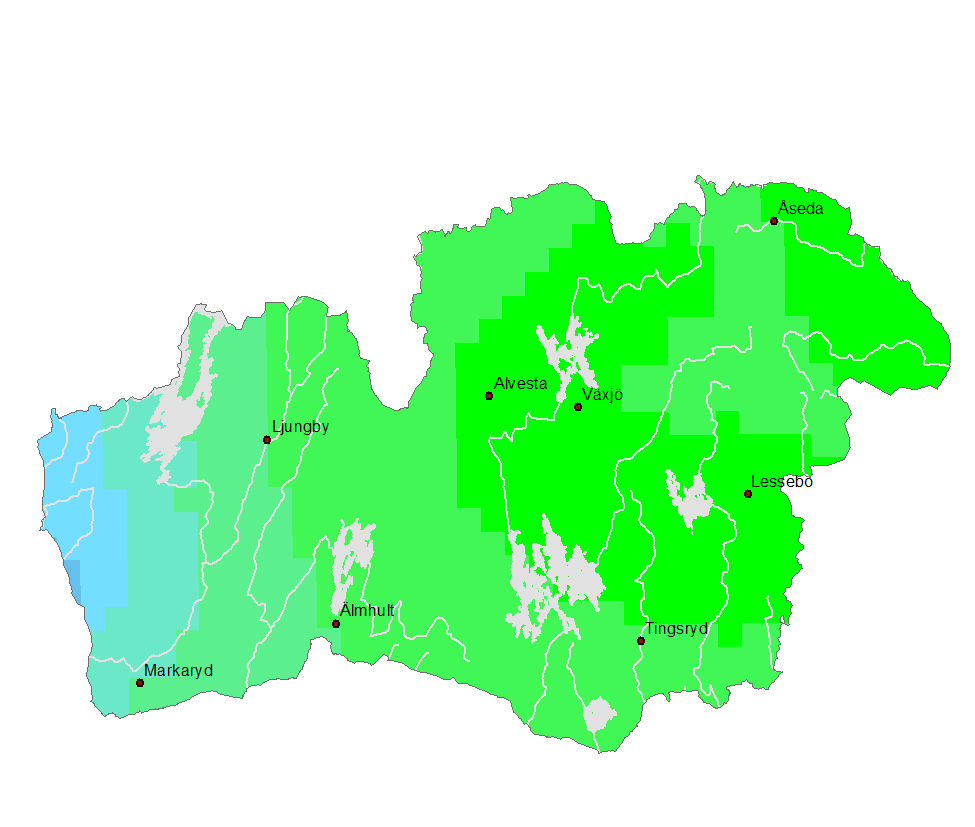 Åseda
Alvesta
Växjö
Ljungby
Lessebo
Älmhult
Tingsryd
Markaryd